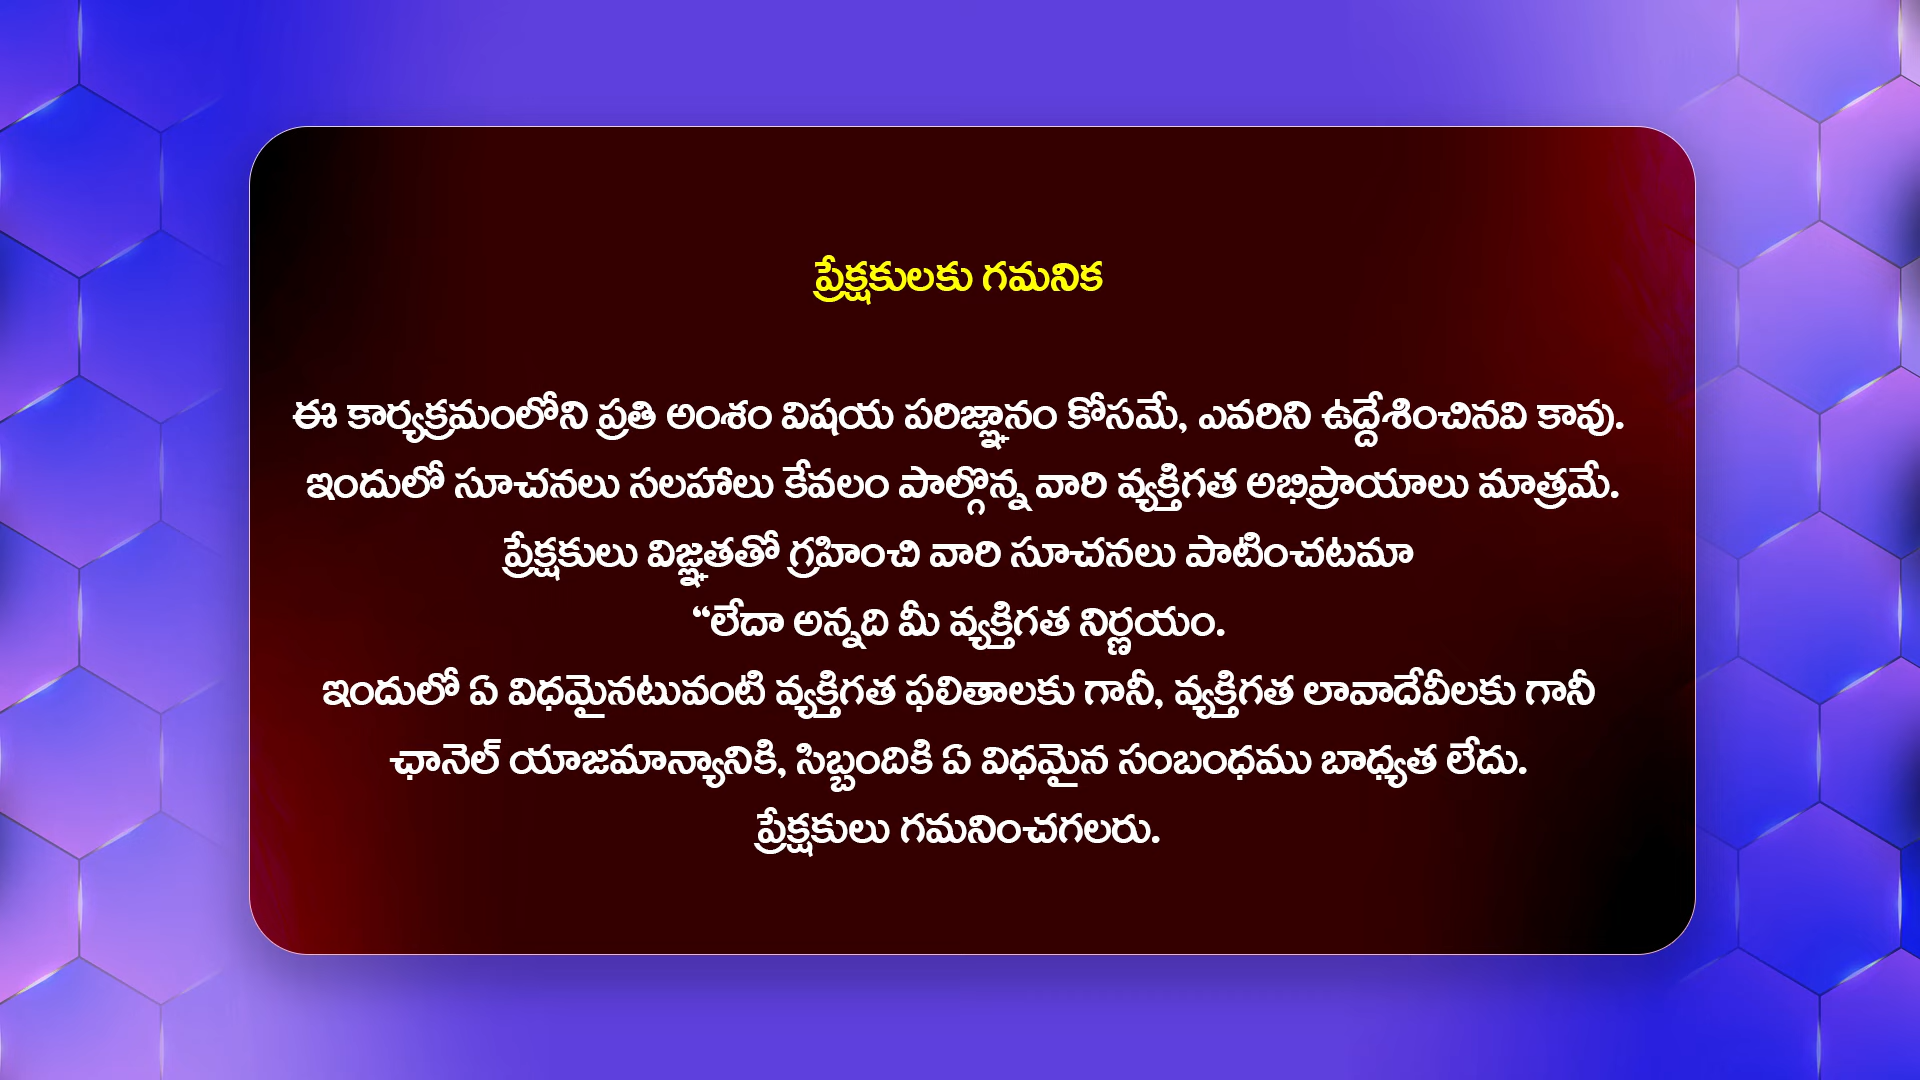 ప్రేక్షకులకు గమనిక
ఈ కార్యక్రమంలోని ప్రతి అంశం విషయ పరిజ్ఞానం కోసమే, ఎవరిని ఉద్దేశించినవి కావు.
ఇందులో సూచనలు సలహాలు కేవలం పాల్గొన్న వారి వ్యక్తిగత అభిప్రాయాలు మాత్రమే.
ప్రేక్షకులు విజ్ఞతతో గ్రహించి వారి సూచనలు పాటించటమా
“లేదా అన్నది మీ వ్యక్తిగత నిర్ణయం.
ఇందులో ఏ విధమైనటువంటి వ్యక్తిగత ఫలితాలకు గానీ, వ్యక్తిగత లావాదేవీలకు గానీ
ఛానెల్ యాజమాన్యానికి, సిబ్బందికి ఏ విధమైన సంబంధము బాధ్యత లేదు.
ప్రేక్షకులు గమనించగలరు.